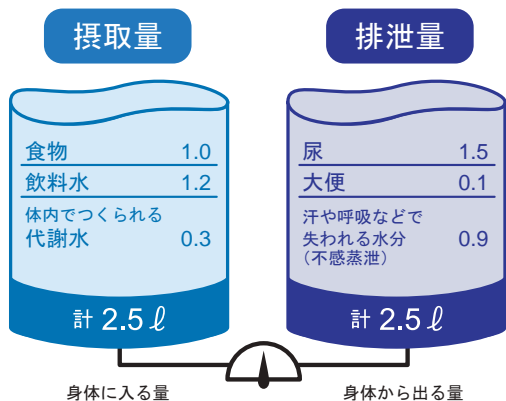 摂取量
食物 1.0
飲料水 1.2
体内でつくられる
代謝水 0.3
計 2.5 ℓ
身体に入る量
排泄量
尿 1.5
大便 0.1
汗や呼吸などで
失われる水分 0.9
(不感蒸泄)
計 2.5 ℓ
身体から出る量